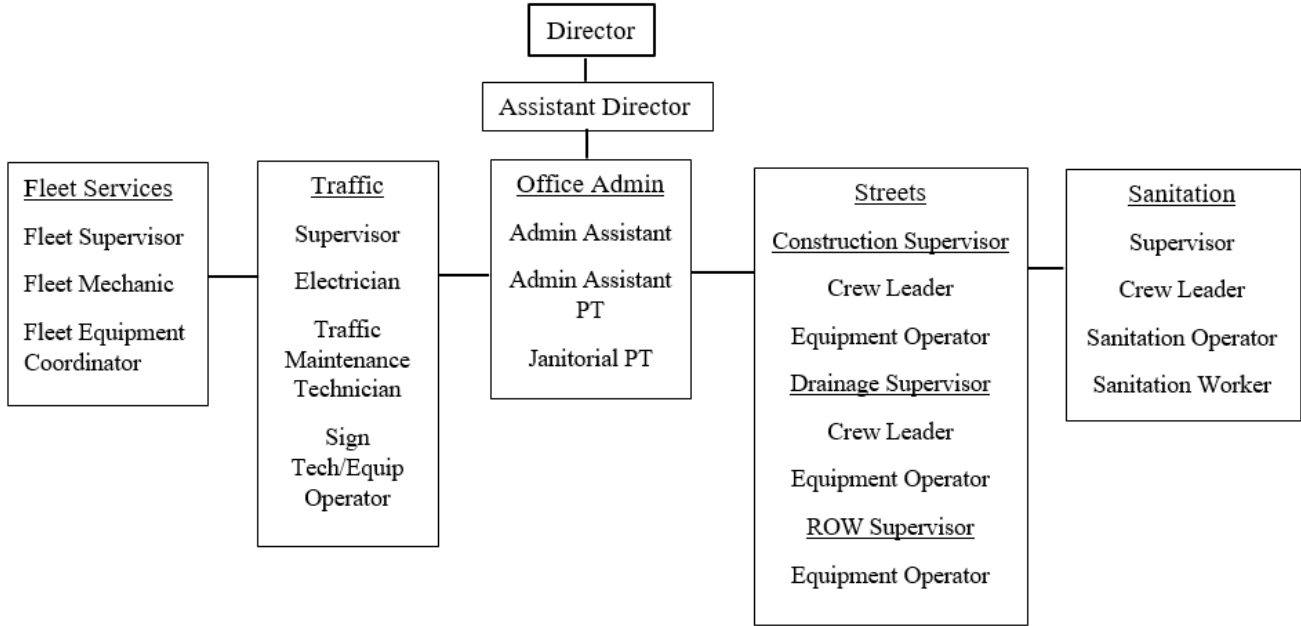 Director
Assistant Director
Fleet Services
Fleet Supervisor
Fleet Mechanic
Fleet Equipment
Coordinator
Traffic
Supervisor
Electrician
Traffic
Maintenance
Technician
Sign
Tech/Equip
Operator
Office Admin
Admin Assistant
Admin Assistant
PT
Janitorial PT
Streets
Construction Supervisor
Crew Leader
Equipment Operator
Drainage Supervisor
Crew Leader
Equipment Operator
ROW Supervisor
Equipment Operator
Sanitation
Supervisor
Crew Leader
Sanitation Operator
Sanitation Worker